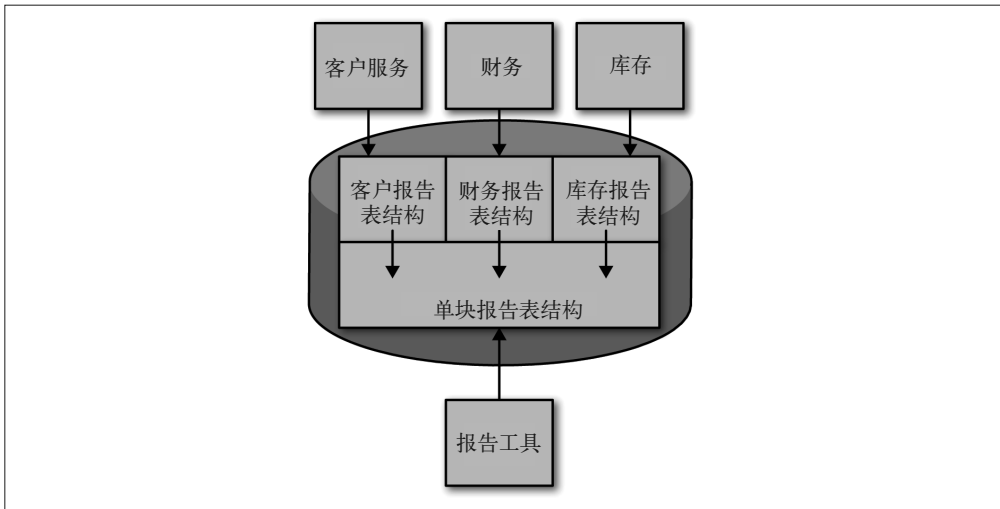 客户服务
财务
库存
客户报告
表结构
财务报告
表结构
库存报告
表结构
单块报告表结构
报告工具